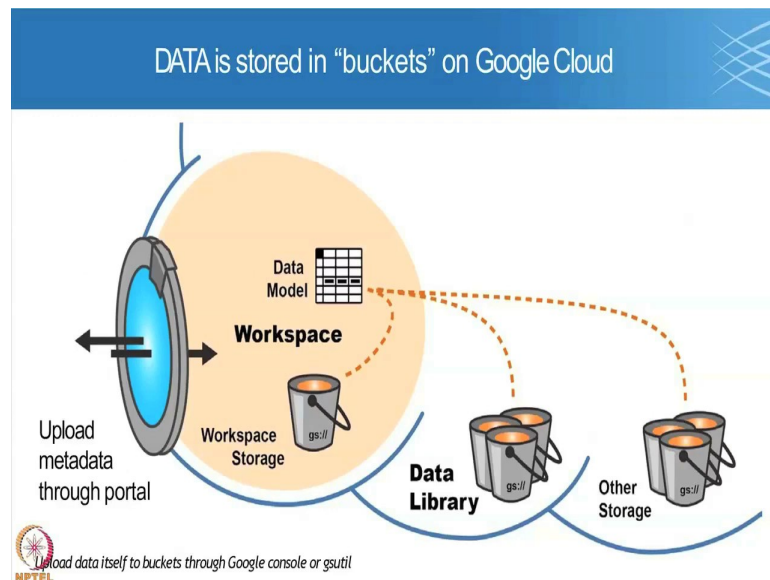 DATA is stored in “buckets” on Google Cloud
Data
Model
Workspace
Workspace
Storage
gs://
Upload
metadata
through portal
Data
Library
gs://
Other
Storage
gs://
Upload data itself to buckets through Google console or gsutil
NPTEL